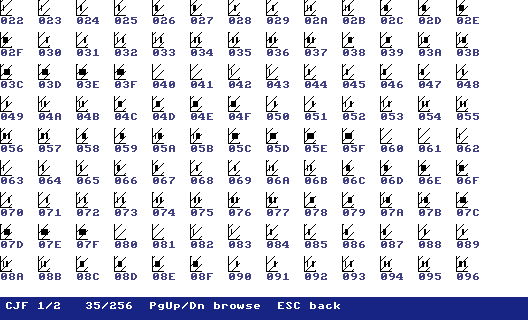 022 023 024 025 026 027 028 029 02A 02B 02C 02D 02E
02F 030 031 032 033 034 035 036 037 038 039 03A 03B
03C 03D 03E 03F 040 041 042 043 044 045 046 047 048
049 04A 04B 04C 04D 04E 04F 050 051 052 053 054 055
056 057 058 059 05A 05B 05C 05D 05E 05F 060 061 062
063 064 065 066 067 068 069 06A 06B 06C 06D 06E 06F
070 071 072 073 074 075 076 077 078 079 07A 07B 07C
07D 07E 07F 080 081 082 083 084 085 086 087 088 089
08A 08B 08C 08D 08E 08F 090 091 092 093 094 095 096
CJF 1/2 35/256 PgUp/Dn browse ESC back